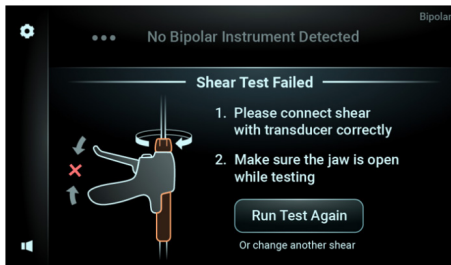 Bipolar
No Bipolar Instrument Detected
Shear Test Failed
1. Please connect shear
with transducer correctly
2. Make sure the jaw is open
while testing
Run Test Again
Or change another shear